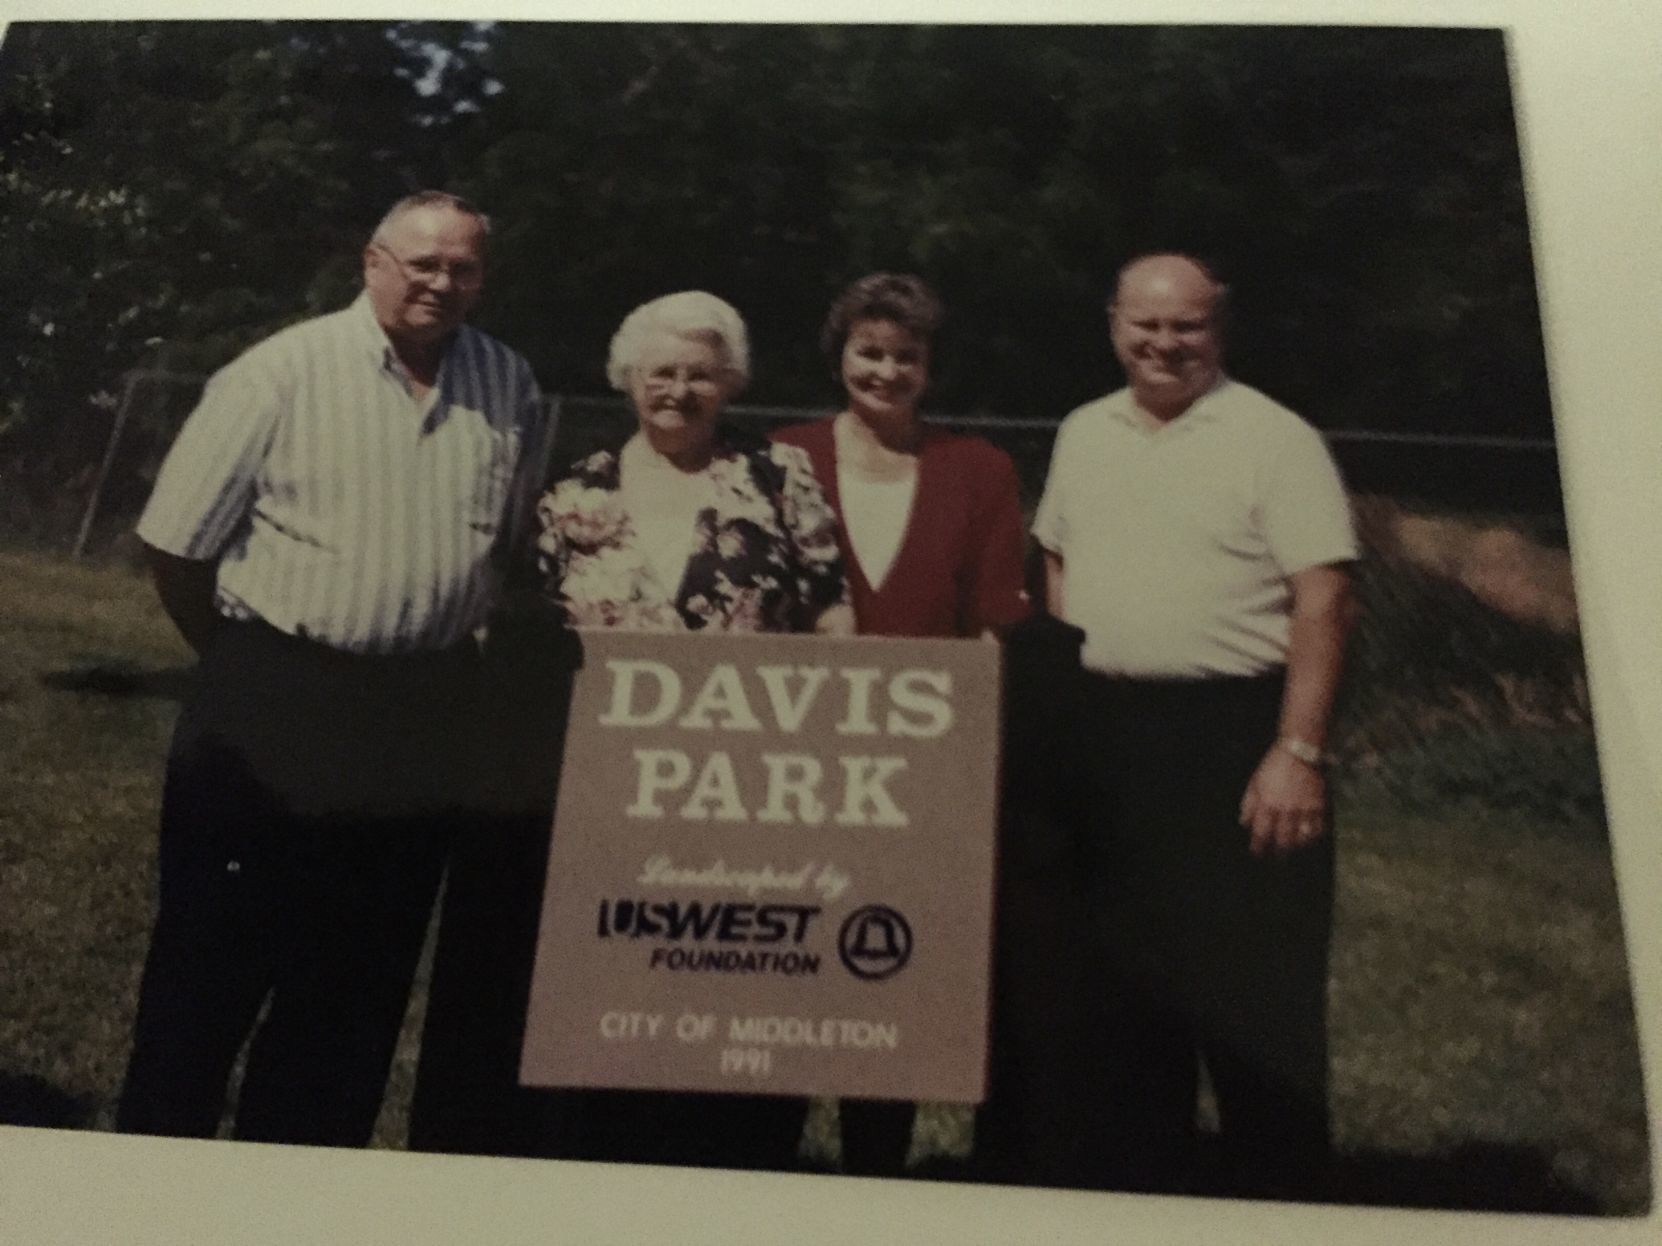 DAVIS
PARK
Landscaped by
USWEST
FOUNDATION
CITY OF MIDDLETON
1991